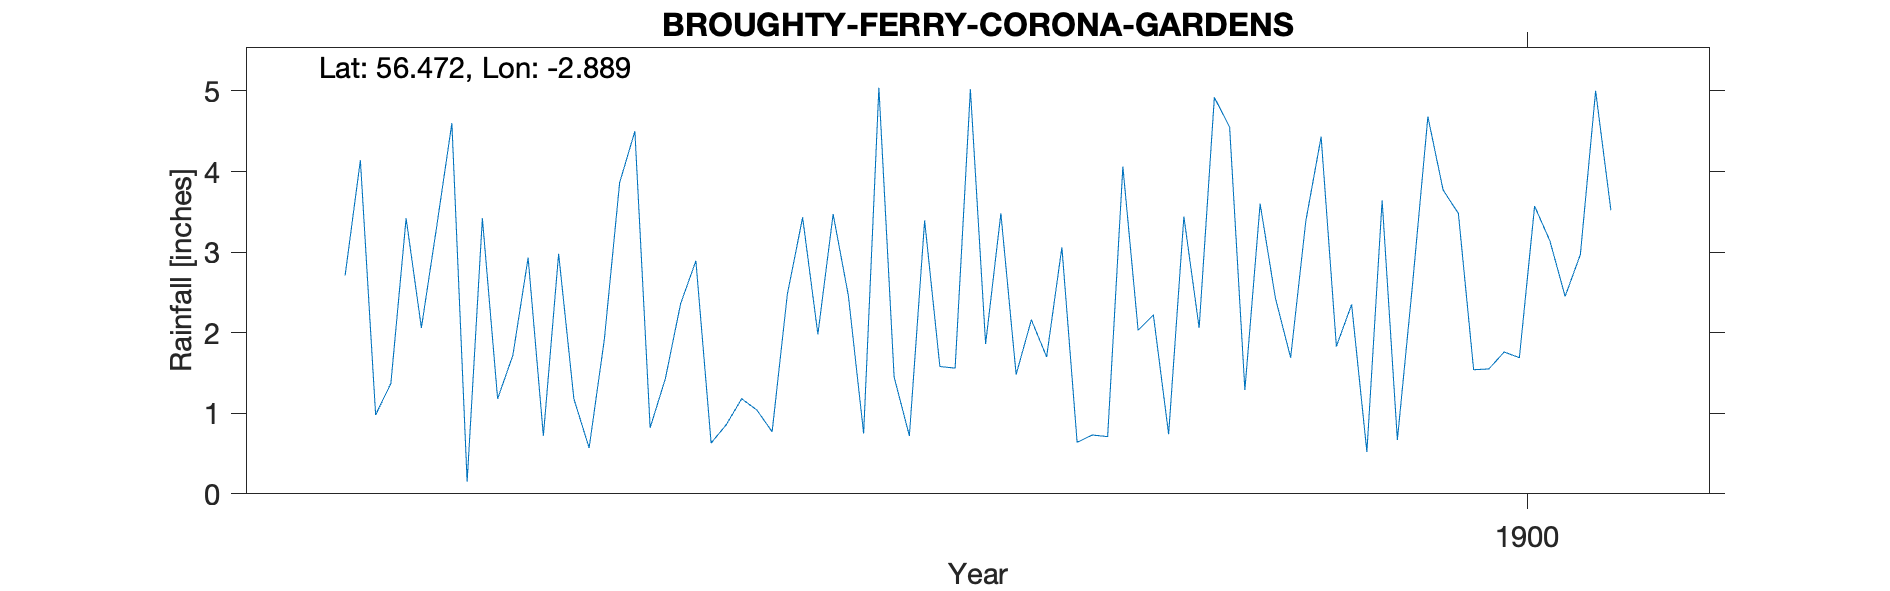 BROUGHTY-FERRY-CORONA-GARDENS
Lat: 56.472, Lon: -2.889
5
4
3
2
1
0
Rainfall [inches]
1900
Year